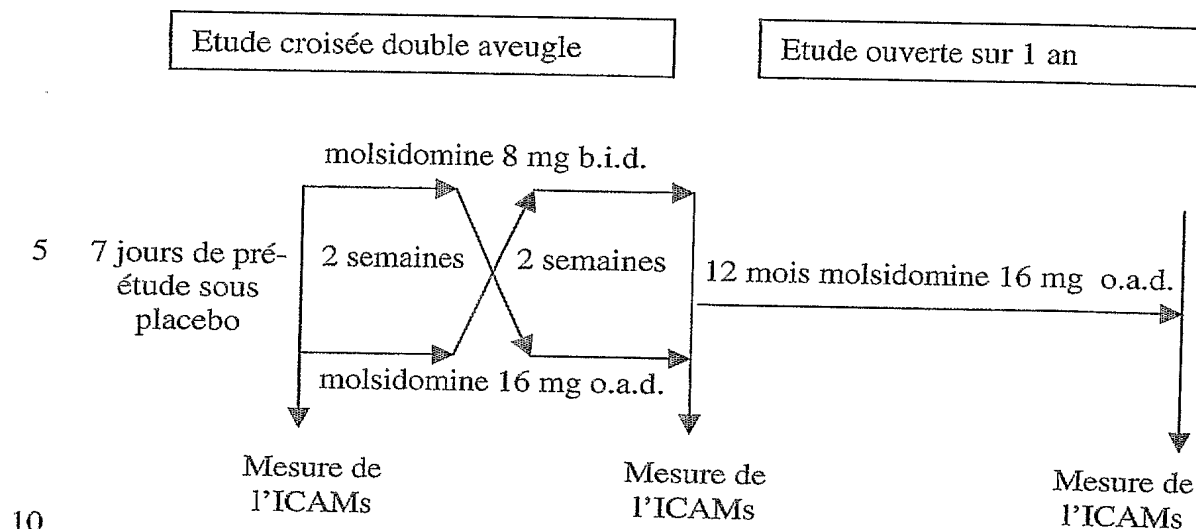 Etude croisée double aveugle
Etude ouverte sur 1 an
molsidomine 8 mg b.i.d.
5
7 jours de pré-
étude sous
placebo
2 semaines
2 semaines
12 mois molsidomine 16 mg o.a.d.
molsidomine 16 mg o.a.d.
Mesure de
l'ICAMs
Mesure de
l'ICAMs
Mesure de
l'ICAMs
10